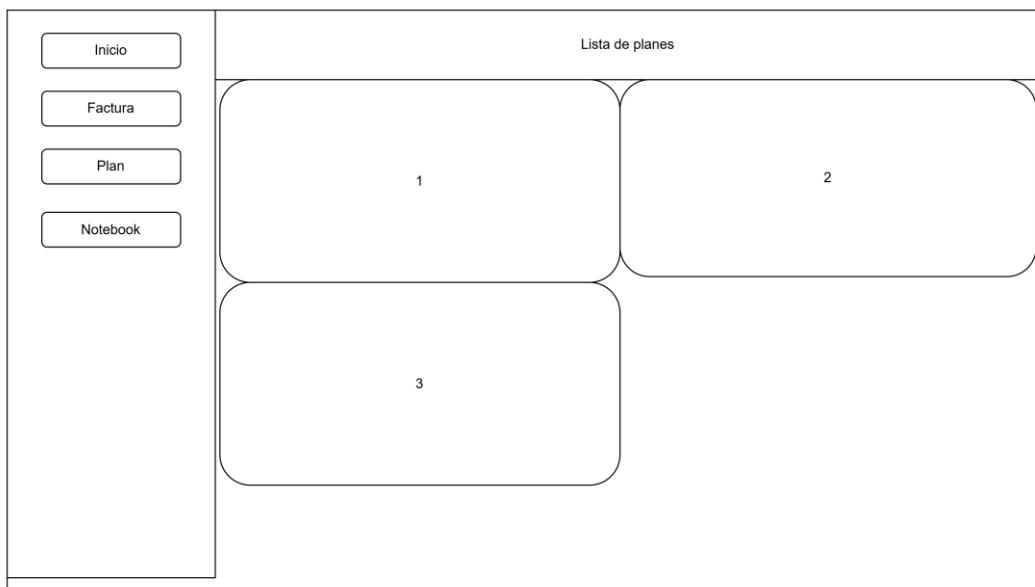 Inicio
Factura
Plan
Notebook
Lista de planes
1
2
3